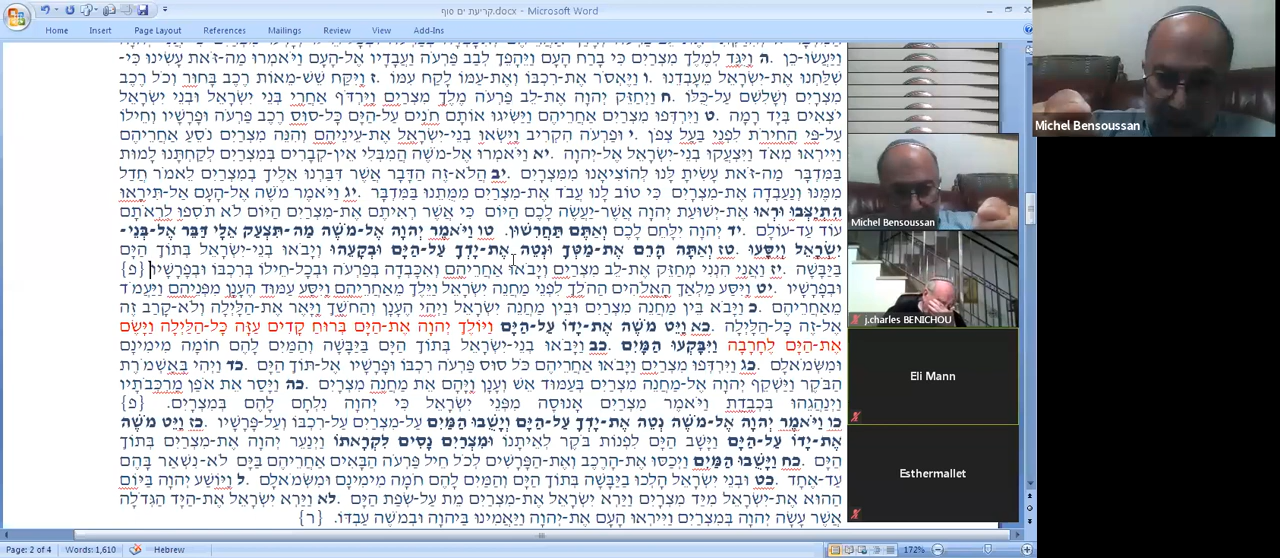 קריעת ים סוף.docx - Microsoft Word
Home Insert Page Layout References Mailings Review View Add-Ins
וַיַּעֲשׂוּ-כֵן. ה וַיֻּגַּד לְמֶלֶךְ מִצְרַיִם כִּי בָרַח הָעָם וַיֵּהָפֵךְ לְבַב פַּרְעֹה וַעֲבָדָיו אֶל-הָעָם וַיֹּאמְרוּ מַה-זֹּאת עָשִׂינוּ כִּי-
שִׁלַּחְנוּ אֶת-יִשְׂרָאֵל מֵעָבְדֵנוּ. ו וַיֶּאְסֹר אֶת-רִכְבּוֹ וְאֶת-עַמּוֹ לָקַח עִמּוֹ. ז וַיִּקַּח שֵׁשׁ-מֵאוֹת רֶכֶב בָּחוּר וְכֹל רֶכֶב
מִצְרָיִם וְשָׁלִשִׁם עַל-כֻּלּוֹ. ח וַיְחַזֵּק יְהוָה אֶת-לֵב פַּרְעֹה מֶלֶךְ מִצְרַיִם וַיִּרְדֹּף אַחֲרֵי בְּנֵי יִשְׂרָאֵל וּבְנֵי יִשְׂרָאֵל
יֹצְאִים בְּיָד רָמָה. ט וַיִּרְדְּפוּ מִצְרַיִם אַחֲרֵיהֶם וַיַּשִּׂיגוּ אוֹתָם חֹנִים עַל-הַיָּם כָּל-סוּס רֶכֶב פַּרְעֹה וּפָרָשָׁיו וְחֵילוֹ
עַל-פִּי הַחִירֹת לִפְנֵי בַּעַל צְפֹן. י וּפַרְעֹה הִקְרִיב וַיִּשְׂאוּ בְנֵי-יִשְׂרָאֵל אֶת-עֵינֵיהֶם וְהִנֵּה מִצְרַיִם נֹסֵעַ אַחֲרֵיהֶם
וַיִּירְאוּ מְאֹד וַיִּצְעֲקוּ בְנֵי-יִשְׂרָאֵל אֶל-יְהוָה. יא וַיֹּאמְרוּ אֶל-מֹשֶׁה הֲמִבְּלִי אֵין-קְבָרִים בְּמִצְרַיִם לְקַחְתָּנוּ לָמוּת
בַּמִּדְבָּר מַה-זֹּאת עָשִׂיתָ לָּנוּ לְהוֹצִיאָנוּ מִמִּצְרָיִם. יב הֲלֹא-זֶה הַדָּבָר אֲשֶׁר דִּבַּרְנוּ אֵלֶיךָ בְמִצְרַיִם לֵאמֹר חֲדַל
מִמֶּנּוּ וְנַעַבְדָה אֶת-מִצְרָיִם כִּי טוֹב לָנוּ עֲבֹד אֶת-מִצְרַיִם מִמֻּתֵנוּ בַּמִּדְבָּר. יג וַיֹּאמֶר מֹשֶׁה אֶל-הָעָם אַל-תִּירָאוּ
הִתְיַצְּבוּ וּרְאוּ אֶת-יְשׁוּעַת יְהוָה אֲשֶׁר-יַעֲשֶׂה לָכֶם הַיּוֹם כִּי אֲשֶׁר רְאִיתֶם אֶת-מִצְרַיִם הַיּוֹם לֹא תֹסִפוּ לִרְאֹתָם
עוֹד עַד-עוֹלָם. יד יְהוָה יִלָּחֵם לָכֶם וְאַתֶּם תַּחֲרִשׁוּן. טו וַיֹּאמֶר יְהוָה אֶל-מֹשֶׁה מַה-תִּצְעַק אֵלָי דַּבֵּר אֶל-בְּנֵי-
יִשְׂרָאֵל וְיִסָּעוּ. טז וְאַתָּה הָרֵם אֶת-מַטְּךָ וּנְטֵה אֶת-יָדְךָ עַל-הַיָּם וּבְקָעֵהוּ וְיָבֹאוּ בְנֵי-יִשְׂרָאֵל בְּתוֹךְ הַיָּם
בַּיַּבָּשָׁה. יז וַאֲנִי הִנְנִי מְחַזֵּק אֶת-לֵב מִצְרַיִם וְיָבֹאוּ אַחֲרֵיהֶם וְאִכָּבְדָה בְּפַרְעֹה וּבְכָל-חֵילוֹ בְּרִכְבּוֹ וּבְפָרָשָׁיו {פ}
וּבְפָרָשָׁיו. יט וַיִּסַּע מַלְאַךְ הָאֱלֹהִים הַהֹלֵךְ לִפְנֵי מַחֲנֵה יִשְׂרָאֵל וַיֵּלֶךְ מֵאַחֲרֵיהֶם וַיִּסַּע עַמּוּד הֶעָנָן מִפְּנֵיהֶם וַיַּעֲמֹד
מֵאַחֲרֵיהֶם. כ וַיָּבֹא בֵּין מַחֲנֵה מִצְרַיִם וּבֵין מַחֲנֵה יִשְׂרָאֵל וַיְהִי הֶעָנָן וְהַחֹשֶׁךְ וַיָּאֶר אֶת-הַלָּיְלָה וְלֹא-קָרַב זֶה
אֶל-זֶה כָּל-הַלָּיְלָה. כא וַיֵּט מֹשֶׁה אֶת-יָדוֹ עַל-הַיָּם וַיּוֹלֶךְ יְהוָה אֶת-הַיָּם בְּרוּחַ קָדִים עַזָּה כָּל-הַלַּיְלָה וַיָּשֶׂם
אֶת-הַיָּם לֶחָרָבָה וַיִּבָּקְעוּ הַמָּיִם. כב וַיָּבֹאוּ בְנֵי-יִשְׂרָאֵל בְּתוֹךְ הַיָּם בַּיַּבָּשָׁה וְהַמַּיִם לָהֶם חוֹמָה מִימִינָם
וּמִשְּׂמֹאלָם. כג וַיִּרְדְּפוּ מִצְרַיִם וַיָּבֹאוּ אַחֲרֵיהֶם כֹּל סוּס פַּרְעֹה רִכְבּוֹ וּפָרָשָׁיו אֶל-תּוֹךְ הַיָּם. כד וַיְהִי בְּאַשְׁמֹרֶת
הַבֹּקֶר וַיַּשְׁקֵף יְהוָה אֶל-מַחֲנֵה מִצְרַיִם בְּעַמּוּד אֵשׁ וְעָנָן וַיָּהָם אֵת מַחֲנֵה מִצְרָיִם. כה וַיָּסַר אֵת אֹפַן מַרְכְּבֹתָיו
וַיְנַהֲגֵהוּ בִּכְבֵדֻת וַיֹּאמֶר מִצְרַיִם אָנוּסָה מִפְּנֵי יִשְׂרָאֵל כִּי יְהוָה נִלְחָם לָהֶם בְּמִצְרָיִם. {פ}
כו וַיֹּאמֶר יְהוָה אֶל-מֹשֶׁה נְטֵה אֶת-יָדְךָ עַל-הַיָּם וְיָשֻׁבוּ הַמַּיִם עַל-מִצְרַיִם עַל-רִכְבּוֹ וְעַל-פָּרָשָׁיו. כז וַיֵּט מֹשֶׁה
אֶת-יָדוֹ עַל-הַיָּם וַיָּשָׁב הַיָּם לִפְנוֹת בֹּקֶר לְאֵיתָנוֹ וּמִצְרַיִם נָסִים לִקְרָאתוֹ וַיְנַעֵר יְהוָה אֶת-מִצְרַיִם בְּתוֹךְ
הַיָּם. כח וַיָּשֻׁבוּ הַמַּיִם וַיְכַסּוּ אֶת-הָרֶכֶב וְאֶת-הַפָּרָשִׁים לְכֹל חֵיל פַּרְעֹה הַבָּאִים אַחֲרֵיהֶם בַּיָּם לֹא-נִשְׁאַר בָּהֶם
עַד-אֶחָד. כט וּבְנֵי יִשְׂרָאֵל הָלְכוּ בַיַּבָּשָׁה בְּתוֹךְ הַיָּם וְהַמַּיִם לָהֶם חֹמָה מִימִינָם וּמִשְּׂמֹאלָם. ל וַיּוֹשַׁע יְהוָה בַּיּוֹם
הַהוּא אֶת-יִשְׂרָאֵל מִיַּד מִצְרָיִם וַיַּרְא יִשְׂרָאֵל אֶת-מִצְרַיִם מֵת עַל-שְׂפַת הַיָּם. לא וַיַּרְא יִשְׂרָאֵל אֶת-הַיָּד הַגְּדֹלָה
אֲשֶׁר עָשָׂה יְהוָה בְּמִצְרַיִם וַיִּירְאוּ הָעָם אֶת-יְהוָה וַיַּאֲמִינוּ בַּיהוָה וּבְמֹשֶׁה עַבְדּוֹ. {ר}
Michel Bensoussan
Michel Bensoussan
j.charles BENICHOU
Eli Mann
Esthermallet
Page: 2 of 4 Words: 1,610 Hebrew 172%